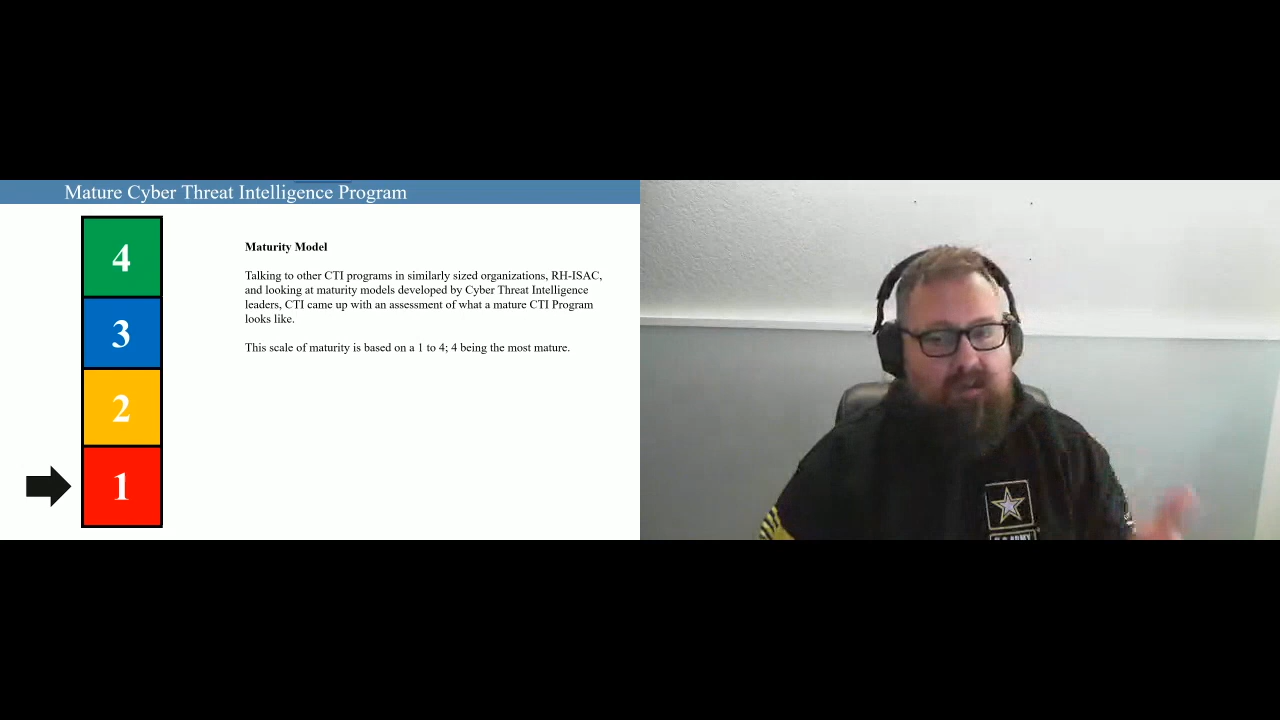 Mature Cyber Threat Intelligence Program
4
3
2
1
Maturity Model
Talking to other CTI programs in similarly sized organizations, RH-ISAC,
and looking at maturity models developed by Cyber Threat Intelligence
leaders, CTI came up with an assessment of what a mature CTI Program
looks like.
This scale of maturity is based on a 1 to 4; 4 being the most mature.
U.S. ARMY